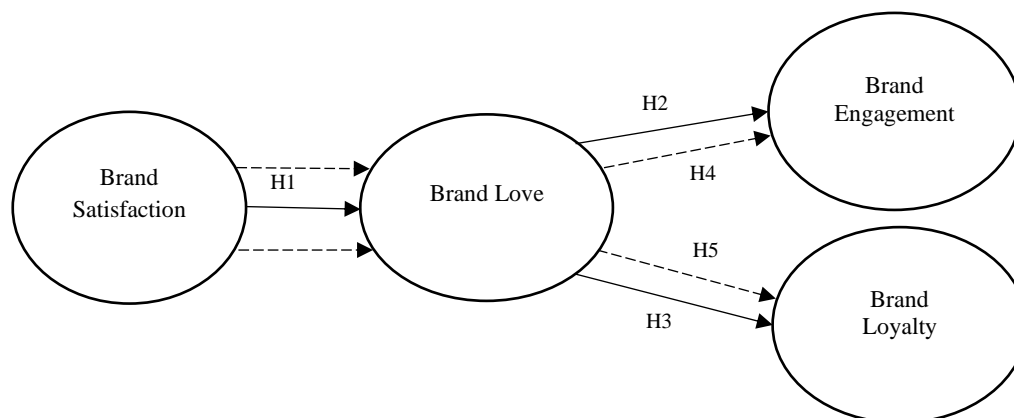 Brand
Satisfaction
H1
Brand Love
H2
H4
Brand
Engagement
H5
H3
Brand
Loyalty